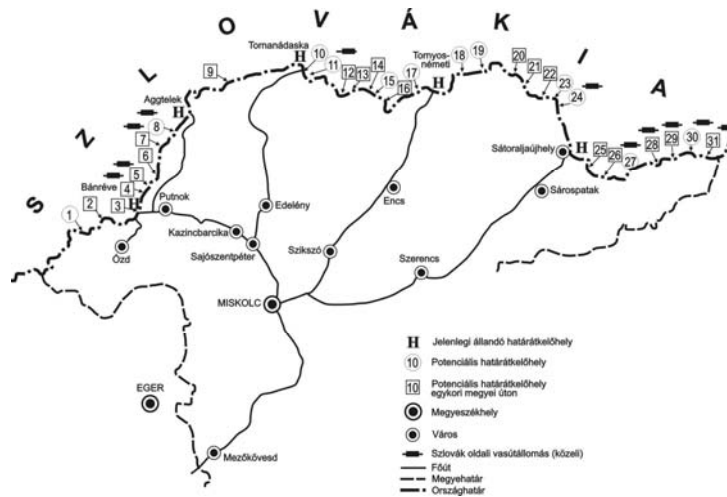 S Z L O V Á K I A
Tornanádaska
Tornyos-
németi
Aggtelek
Bánréve
Sátoraljaújhely
H
H
H
H
H
1
2
3
4
5
6
7
8
9
10
11
12
13
14
15
16
17
18
19
20
21
22
23
24
25
26
27
28
29
30
31
Putnok
Ózd
Kazincbarcika
Sajószentpéter
Edelény
Encs
Szikszó
Szerencs
Sárospatak
MISKOLC
EGER
Mezőkövesd
H Jelenlegi állandó határátkelőhely
10 Potenciális határátkelőhely
10 Potenciális határátkelőhely
egykori megyei úton
Megyeszékhely
Város
Szlovák oldali vasútállomás (közeli)
Főút
Megyehatár
Országhatár